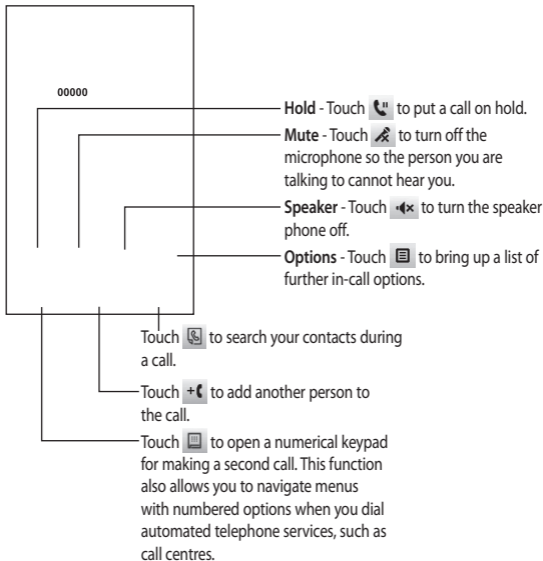 00000
Hold - Touch to put a call on hold.
Mute - Touch to turn off the
microphone so the person you are
talking to cannot hear you.
Speaker - Touch to turn the speaker
phone off.
Options - Touch to bring up a list of
further in-call options.
Touch to search your contacts during
a call.
Touch to add another person to
the call.
Touch to open a numerical keypad
for making a second call. This function
also allows you to navigate menus
with numbered options when you dial
automated telephone services, such as
call centres.